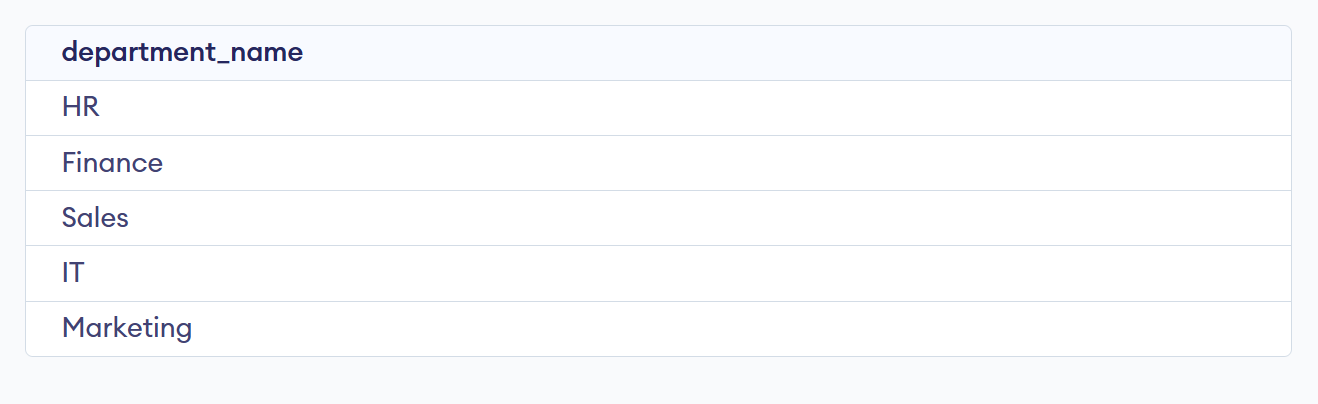 department_name
HR
Finance
Sales
IT
Marketing